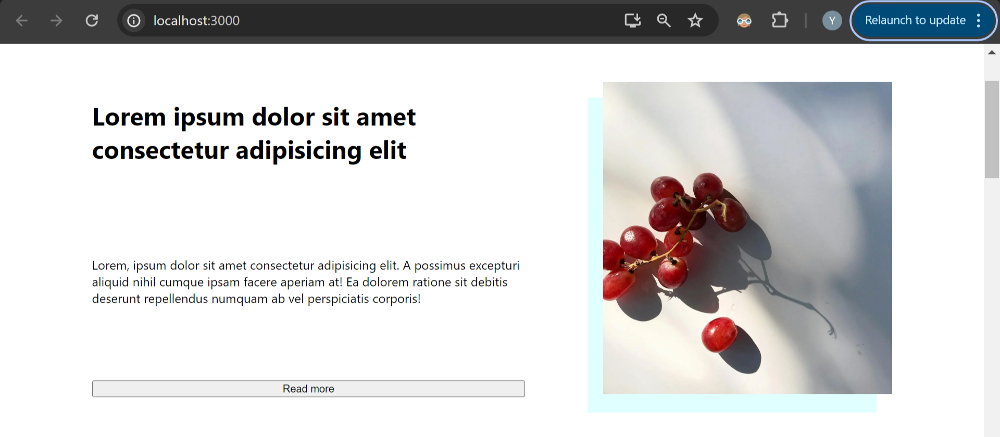 localhost:3000
Y
Relaunch to update
Lorem ipsum dolor sit amet
consectetur adipisicing elit
Lorem, ipsum dolor sit amet consectetur adipisicing elit. A possimus excepturi
aliquid nihil cumque ipsam facere aperiam at! Ea dolorem ratione sit debitis
deserunt repellendus numquam ab vel perspiciatis corporis!
Read more